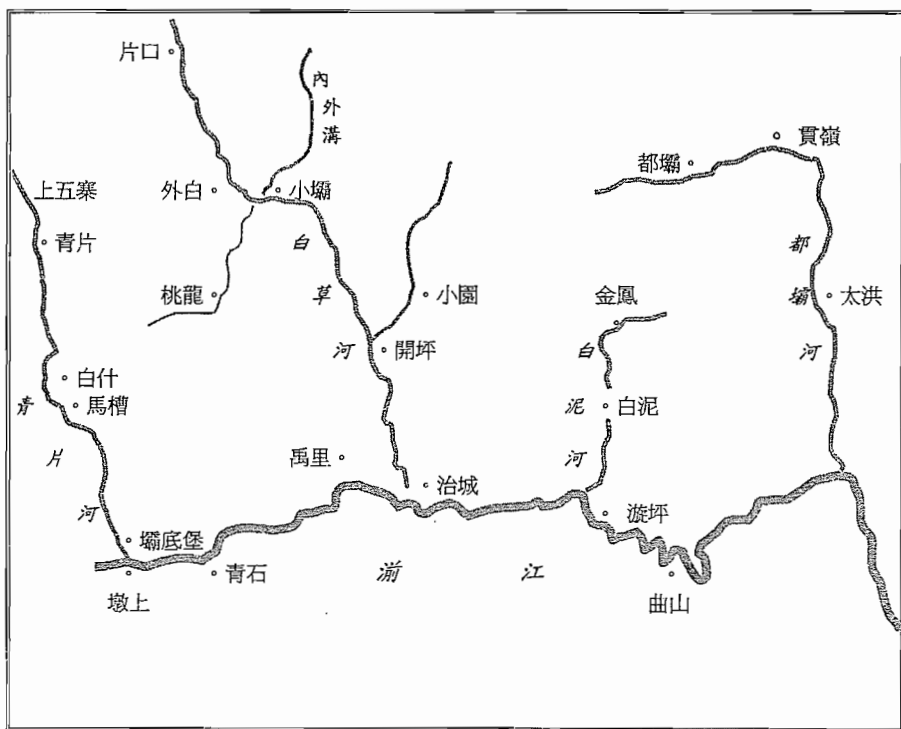 片口
內外溝
貫嶺
都壩
上五寨
外白
小壩
青片
白草河
都壩河
桃龍
小園
金鳳
太洪
開坪
白泥河
白什
馬槽
白泥
青片河
禹里
治城
漩坪
壩底堡
青石
湔江
墩上
曲山